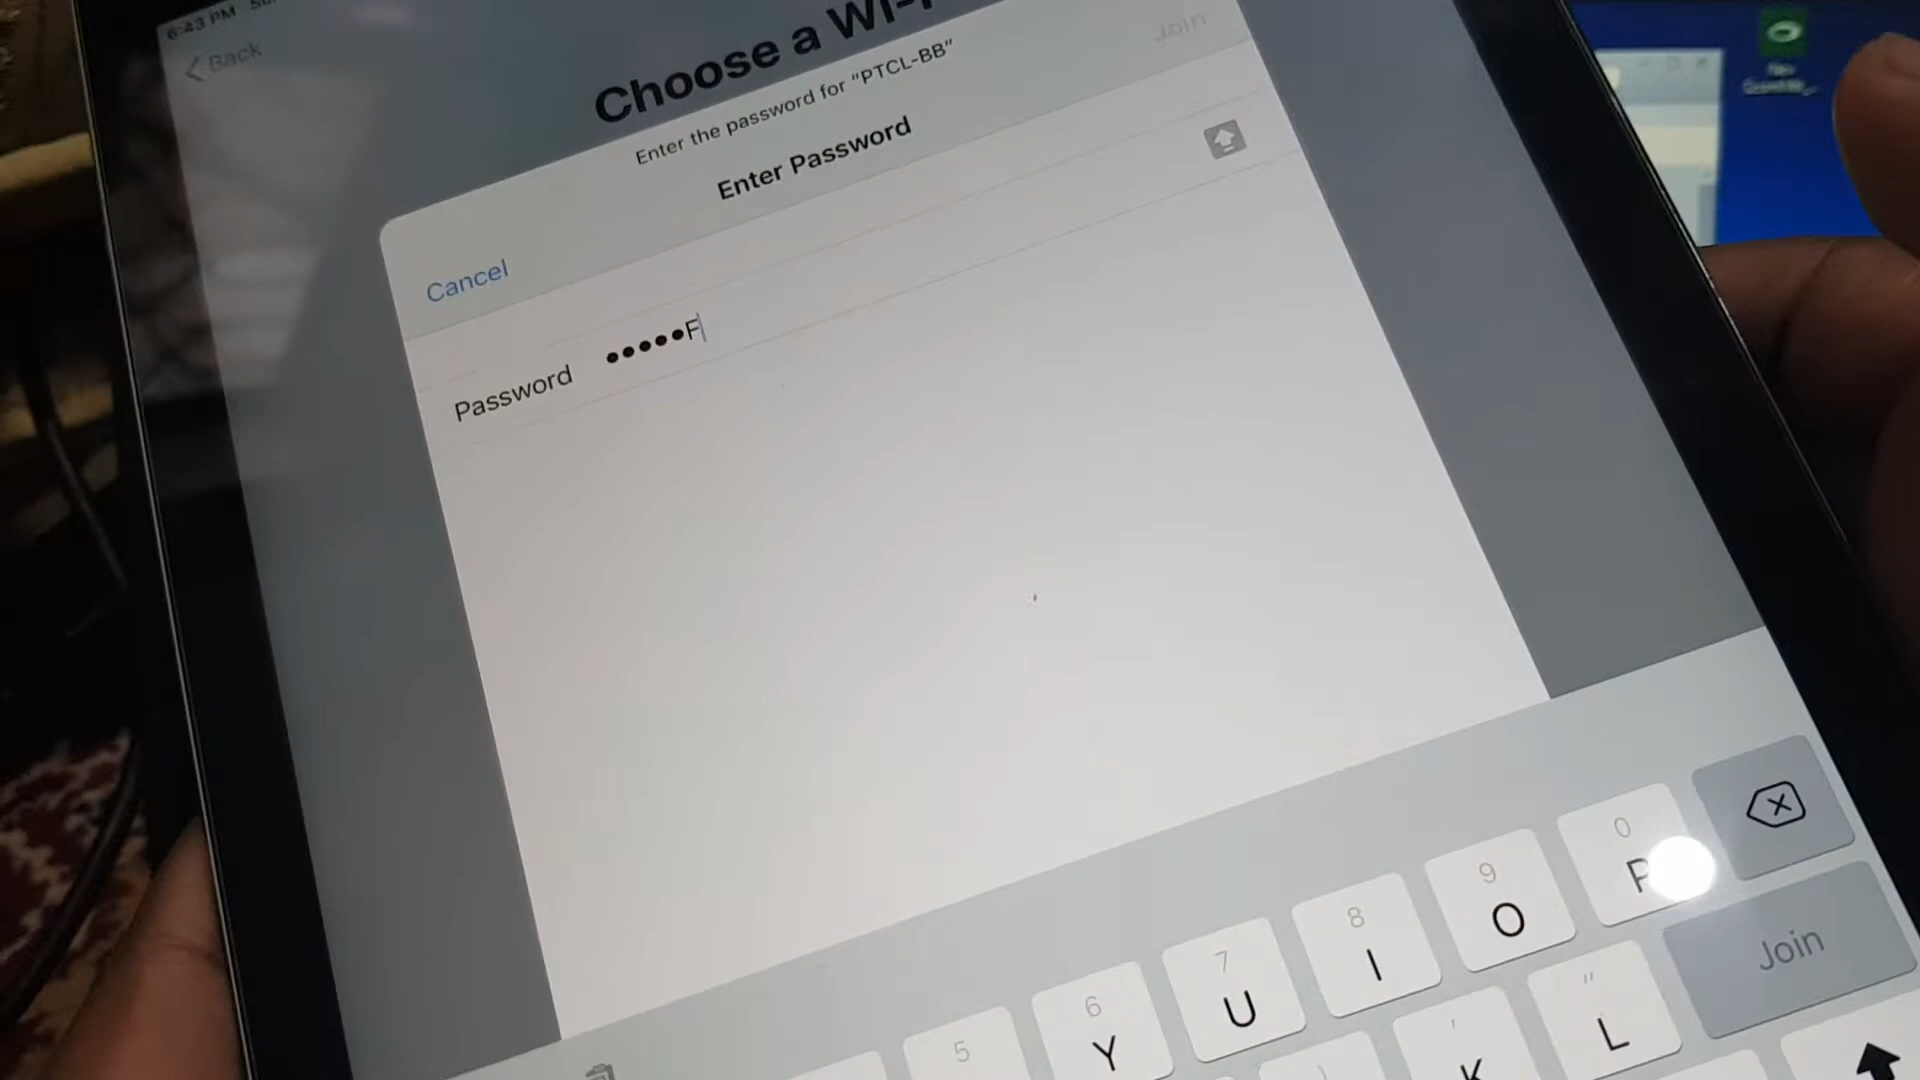 6:43 PM
Back
Choose a Wi-
Enter the password for "PTCL-BB"
Join
Enter Password
Cancel
Password ●●●●●F
0
P
9
O
8
I
7
U
6
Y
5
Join
"
L
'
K